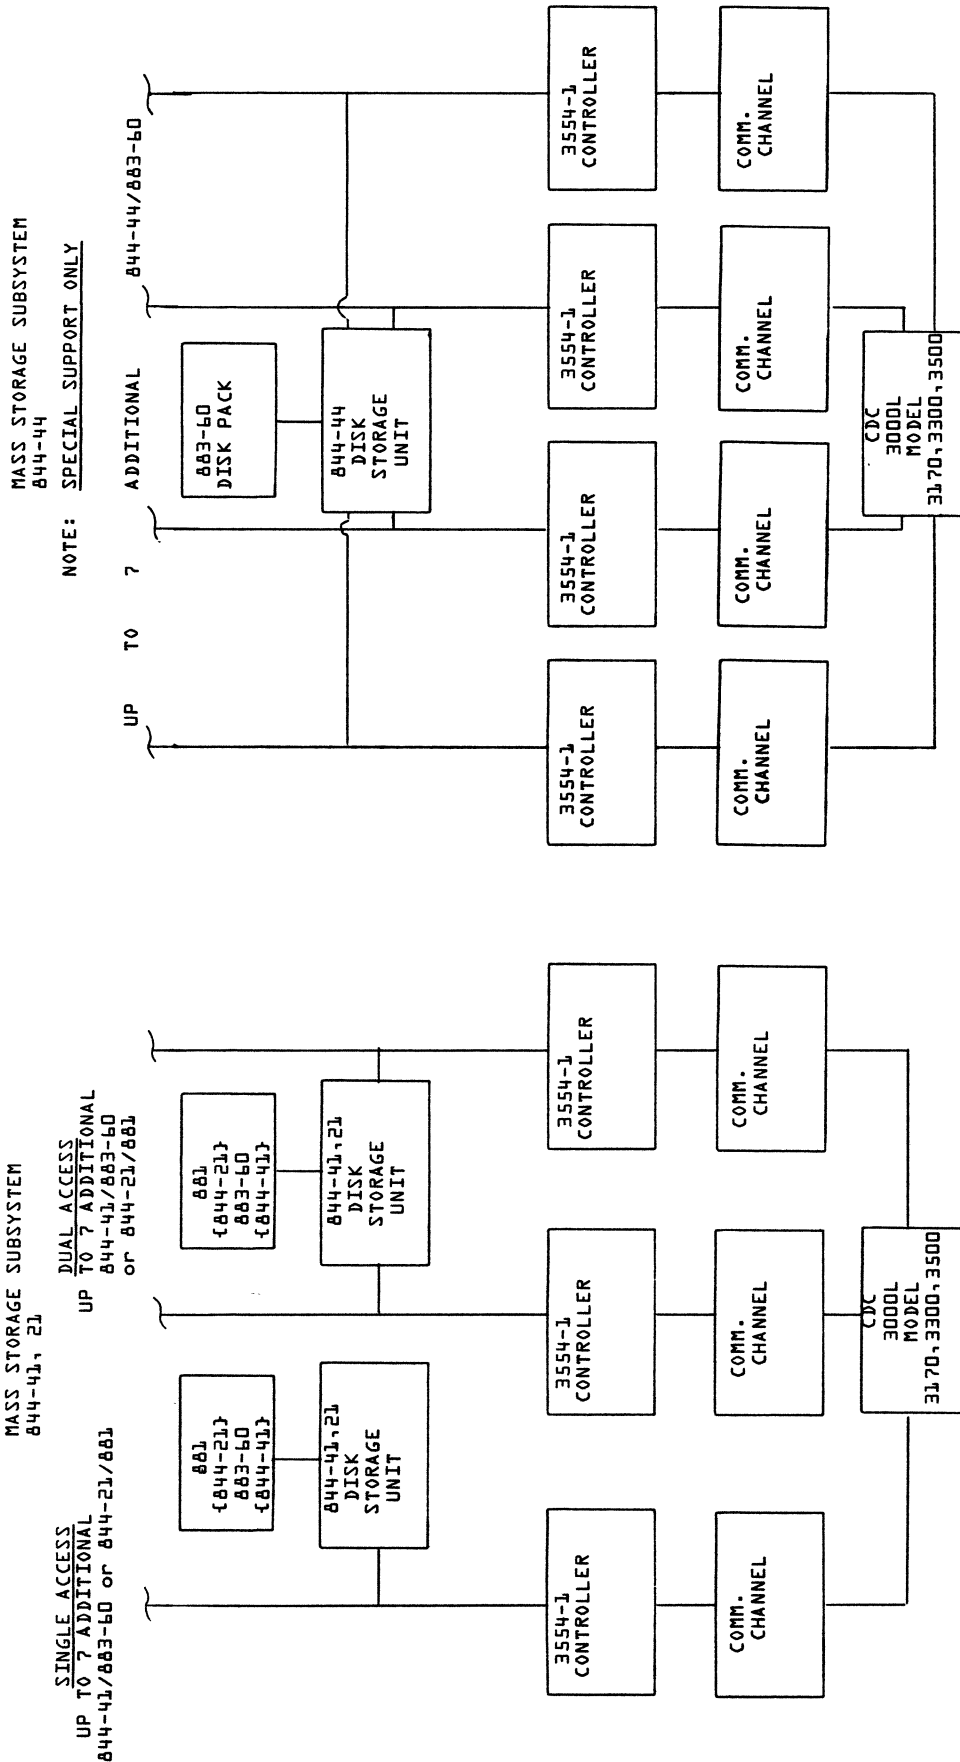 MASS STORAGE SUBSYSTEM
844-41, 21
SINGLE ACCESS
UP TO 7 ADDITIONAL
844-41/883-60 or 844-21/881
DUAL ACCESS
UP TO 7 ADDITIONAL
844-41/883-60
or 844-21/881
881
{844-21}
883-60
{844-41}
881
{844-21}
883-60
{844-41}
844-41,21
DISK
STORAGE
UNIT
844-41,21
DISK
STORAGE
UNIT
3554-1
CONTROLLER
3554-1
CONTROLLER
3554-1
CONTROLLER
COMM.
CHANNEL
COMM.
CHANNEL
COMM.
CHANNEL
CDC
3000L
MODEL
3170,3300,3500
MASS STORAGE SUBSYSTEM
844-44
NOTE: SPECIAL SUPPORT ONLY
UP TO 7 ADDITIONAL 844-44/883-60
883-60
DISK PACK
844-44
DISK
STORAGE
UNIT
3554-1
CONTROLLER
3554-1
CONTROLLER
3554-1
CONTROLLER
3554-1
CONTROLLER
COMM.
CHANNEL
COMM.
CHANNEL
COMM.
CHANNEL
COMM.
CHANNEL
CDC
3000L
MODEL
3170,3300,3500